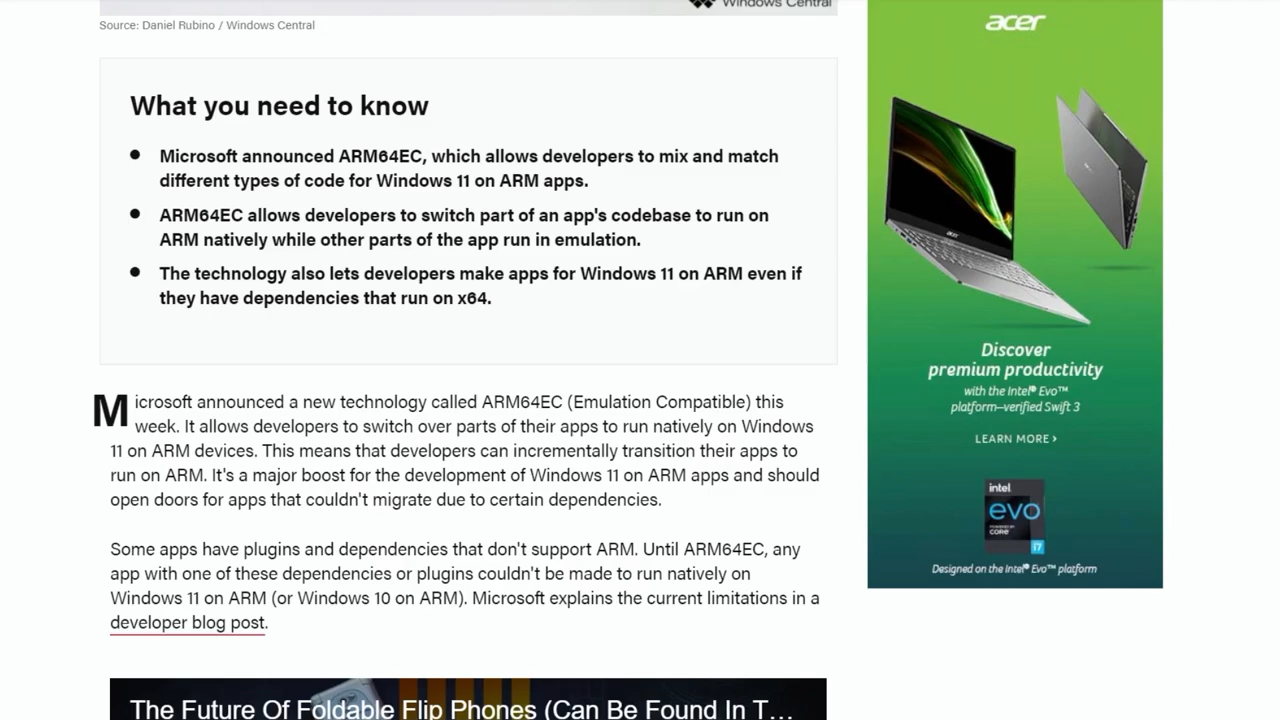 Windows Central
Source: Daniel Rubino / Windows Central
What you need to know
Microsoft announced ARM64EC, which allows developers to mix and match
different types of code for Windows 11 on ARM apps.
ARM64EC allows developers to switch part of an app's codebase to run on
ARM natively while other parts of the app run in emulation.
The technology also lets developers make apps for Windows 11 on ARM even if
they have dependencies that run on x64.
Microsoft announced a new technology called ARM64EC (Emulation Compatible) this
week. It allows developers to switch over parts of their apps to run natively on Windows
11 on ARM devices. This means that developers can incrementally transition their apps to
run on ARM. It's a major boost for the development of Windows 11 on ARM apps and should
open doors for apps that couldn't migrate due to certain dependencies.
Some apps have plugins and dependencies that don't support ARM. Until ARM64EC, any
app with one of these dependencies or plugins couldn't be made to run natively on
Windows 11 on ARM (or Windows 10 on ARM). Microsoft explains the current limitations in a
developer blog post.
The Future Of Foldable Flip Phones (Can Be Found In T...
acer
acer
Discover
premium productivity
with the Intel® Evo™
platform–verified Swift 3
LEARN MORE ›
intel
evo
POWERED BY
CORE
i7
Designed on the Intel® Evo™ platform